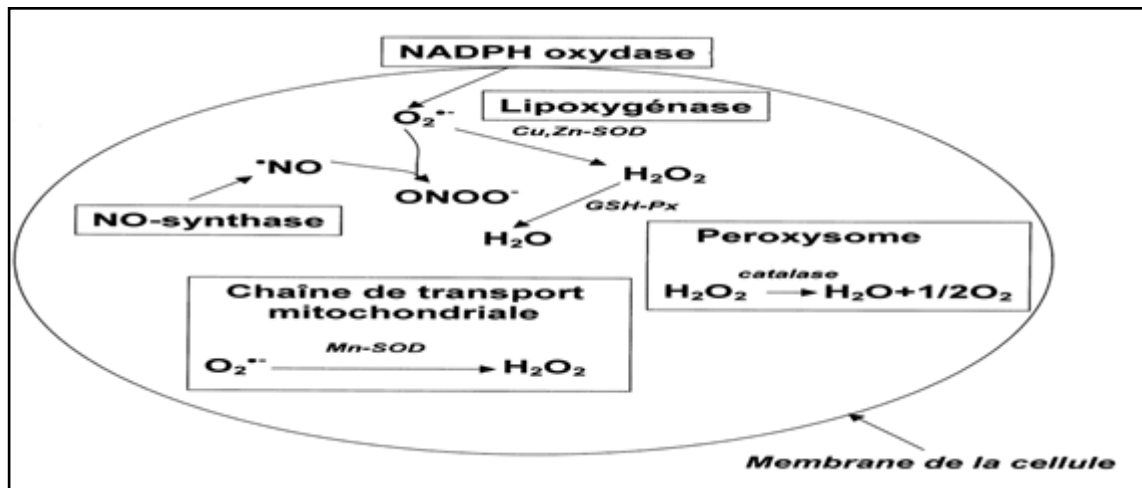 NADPH oxydase
Lipoxygénase
O₂•-
Cu,Zn-SOD
•NO
H₂O₂
ONOO-
GSH-Px
NO-synthase
H₂O
Peroxysome
catalase
H₂O₂ → H₂O+1/2O₂
Chaîne de transport
mitochondriale
Mn-SOD
O₂•- → H₂O₂
Membrane de la cellule